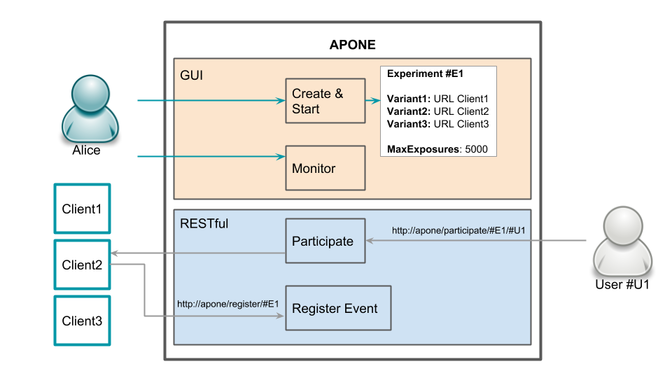 APONE
GUI
Experiment #E1
Variant1: URL Client1
Variant2: URL Client2
Variant3: URL Client3
MaxExposures: 5000
Create &
Start
Monitor
Alice
Client1
Client2
Client3
RESTful
Participate
http://apone/participate/#E1/#U1
http://apone/register/#E1
Register Event
User #U1